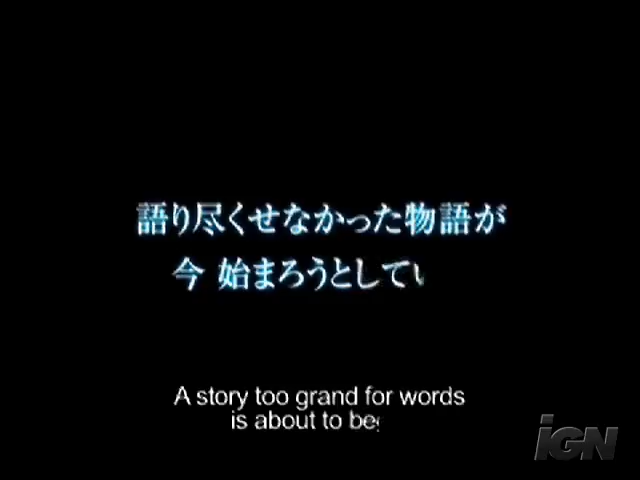 語り尽くせなかった物語が
今 始まろうとしてい
A story too grand for words
is about to be
IGN